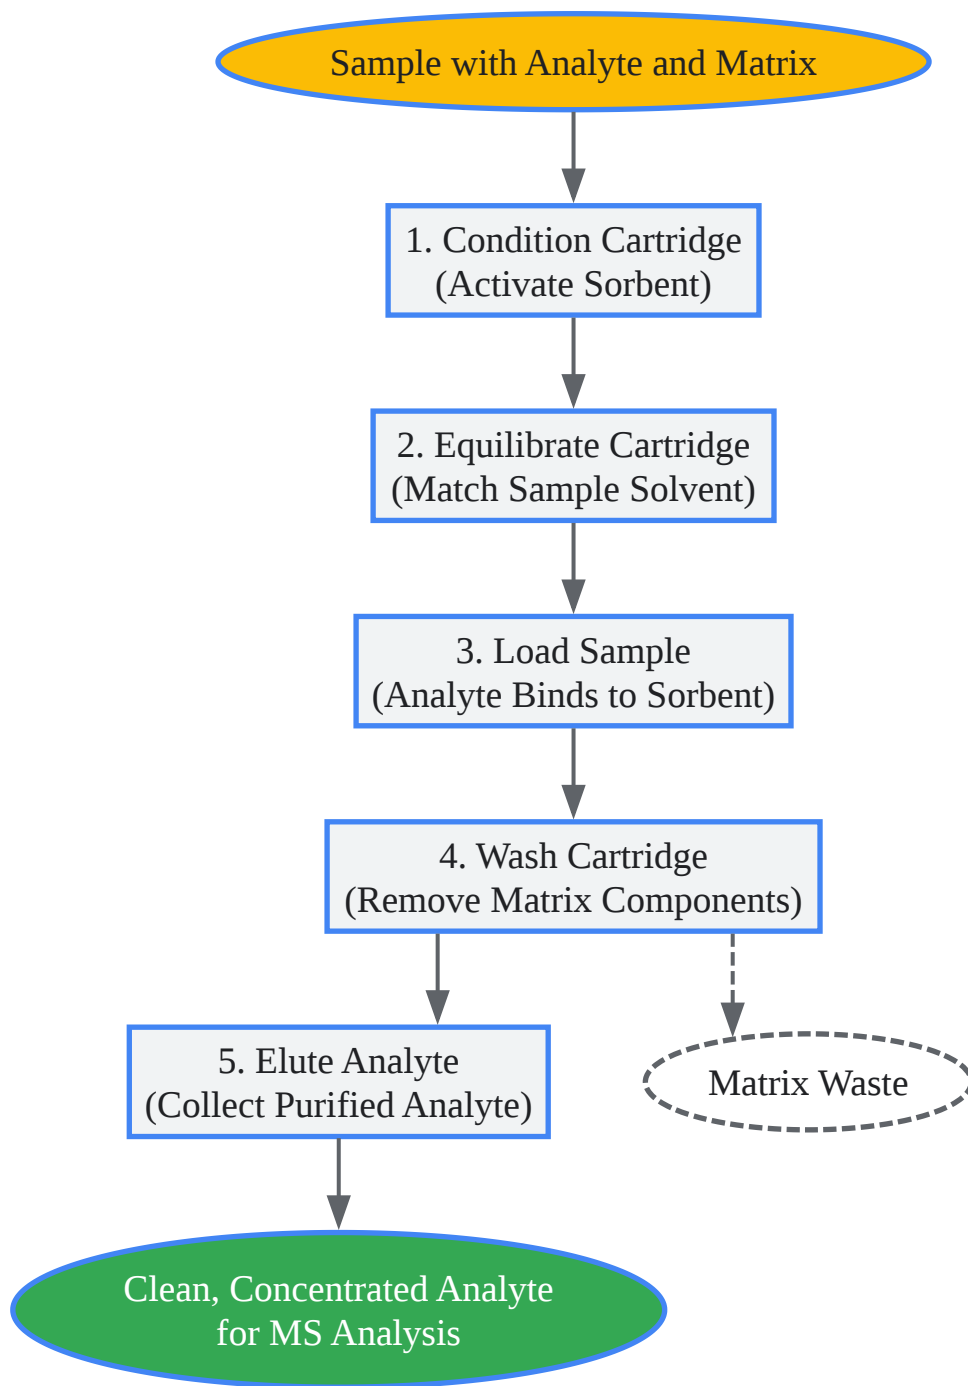 Sample with Analyte and Matrix
1. Condition Cartridge
(Activate Sorbent)
2. Equilibrate Cartridge
(Match Sample Solvent)
3. Load Sample
(Analyte Binds to Sorbent)
4. Wash Cartridge
(Remove Matrix Components)
5. Elute Analyte
(Collect Purified Analyte)
Matrix Waste
Clean, Concentrated Analyte
for MS Analysis